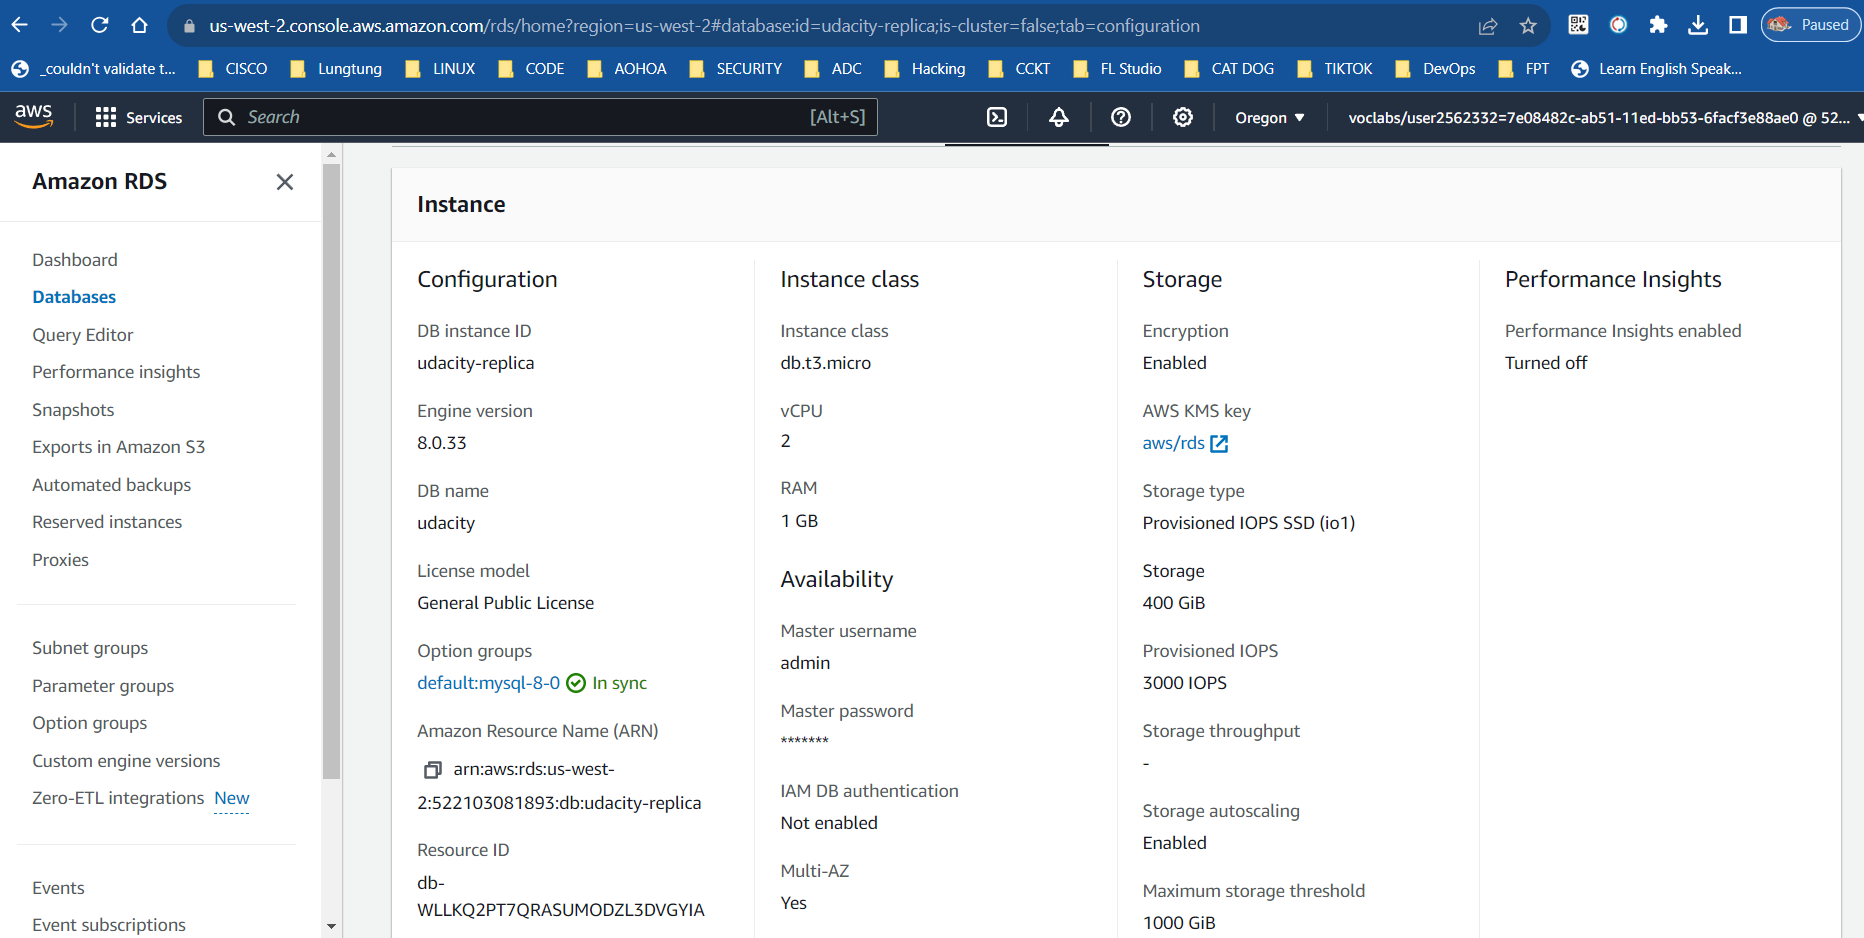 us-west-2.console.aws.amazon.com/rds/home?region=us-west-2#database:id=udacity-replica;is-cluster=false;tab=configuration
Paused
_couldn't validate t...
CISCO
Lungtung
LINUX
CODE
AOHOA
SECURITY
ADC
Hacking
CCKT
FL Studio
CAT DOG
TIKTOK
DevOps
FPT
Learn English Speak...
aws
Services
Search
[Alt+S]
Oregon
voclabs/user2562332=7e08482c-ab51-11ed-bb53-6facf3e88ae0 @ 52...
Amazon RDS
Dashboard
Databases
Query Editor
Performance insights
Snapshots
Exports in Amazon S3
Automated backups
Reserved instances
Proxies
Subnet groups
Parameter groups
Option groups
Custom engine versions
Zero-ETL integrations New
Events
Event subscriptions
Instance
Configuration
DB instance ID
udacity-replica
Engine version
8.0.33
DB name
udacity
License model
General Public License
Option groups
default:mysql-8-0 In sync
Amazon Resource Name (ARN)
arn:aws:rds:us-west-
2:522103081893:db:udacity-replica
Resource ID
db-
WLLKQ2PT7QRASUMODZL3DVGYIA
Instance class
Instance class
db.t3.micro
vCPU
2
RAM
1 GB
Availability
Master username
admin
Master password
*******
IAM DB authentication
Not enabled
Multi-AZ
Yes
Storage
Encryption
Enabled
AWS KMS key
aws/rds
Storage type
Provisioned IOPS SSD (io1)
Storage
400 GiB
Provisioned IOPS
3000 IOPS
Storage throughput
-
Storage autoscaling
Enabled
Maximum storage threshold
1000 GiB
Performance Insights
Performance Insights enabled
Turned off